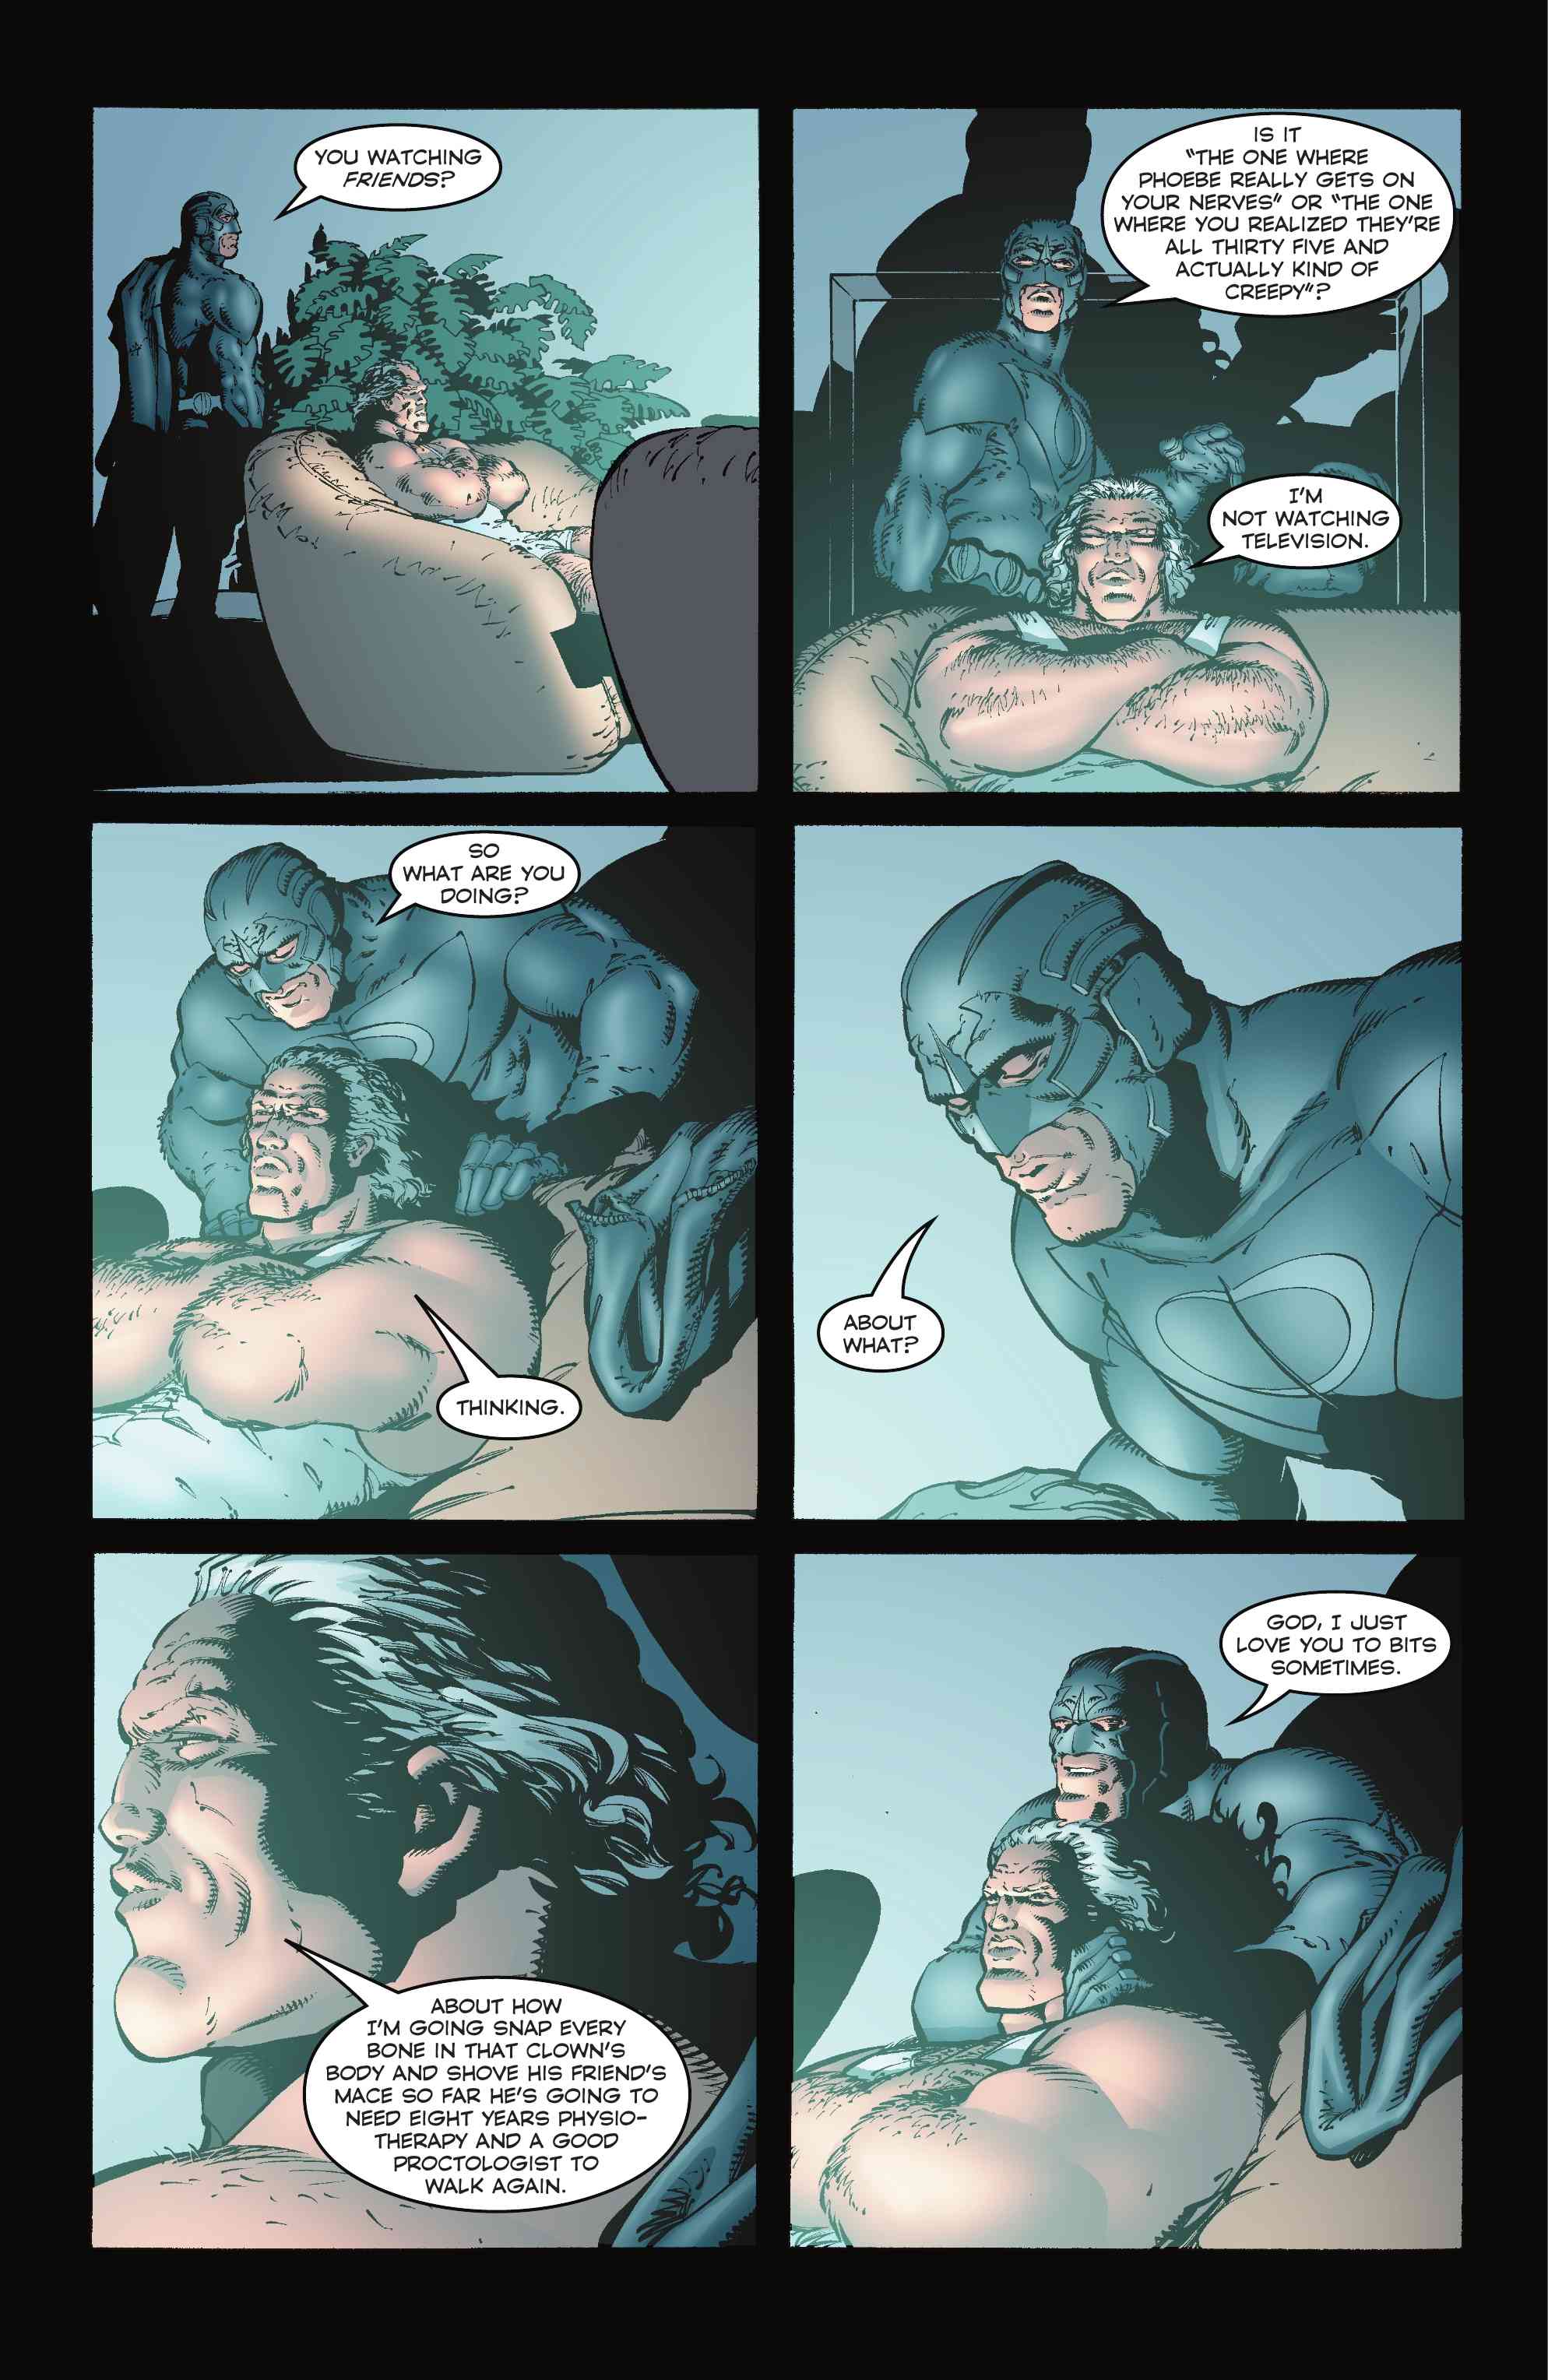 YOU WATCHING
FRIENDS?
IS IT
"THE ONE WHERE
PHOEBE REALLY GETS ON
YOUR NERVES" OR "THE ONE
WHERE YOU REALIZED THEY'RE
ALL THIRTY FIVE AND
ACTUALLY KIND OF
CREEPY"?
I'M
NOT WATCHING
TELEVISION.
SO
WHAT ARE YOU
DOING?
THINKING.
ABOUT
WHAT?
ABOUT HOW
I'M GOING SNAP EVERY
BONE IN THAT CLOWN'S
BODY AND SHOVE HIS FRIEND'S
MACE SO FAR HE'S GOING TO
NEED EIGHT YEARS PHYSIO-
THERAPY AND A GOOD
PROCTOLOGIST TO
WALK AGAIN.
GOD, I JUST
LOVE YOU TO BITS
SOMETIMES.